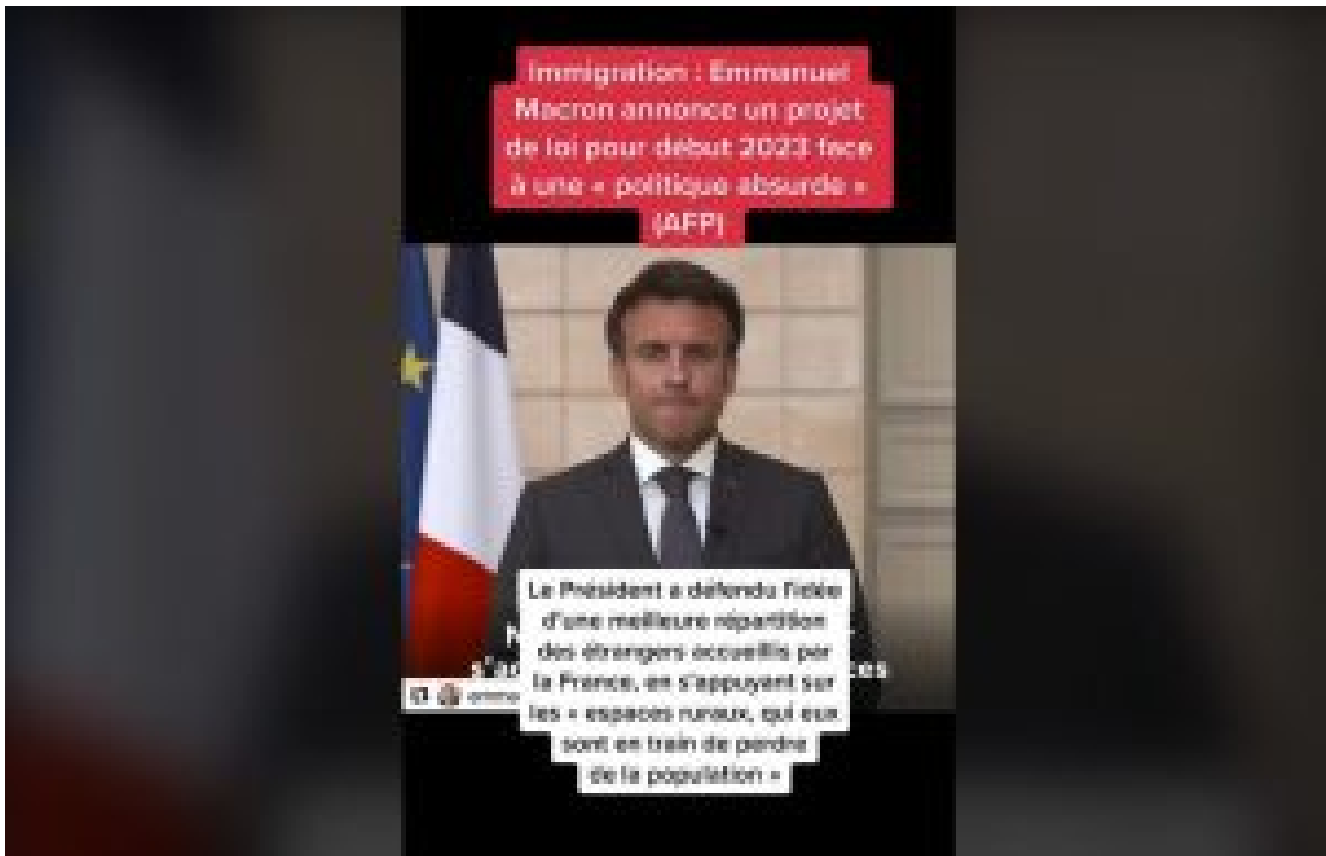 Immigration : Emmanuel
Macron annonce un projet
de loi pour début 2023 face
à une « politique absurde »
(AFP)
Le Président a défendu l'idée
d'une meilleure répartition
des étrangers accueillis par
la France, en s'appuyant sur
les « espaces ruraux, qui eux
sont en train de perdre
de la population »